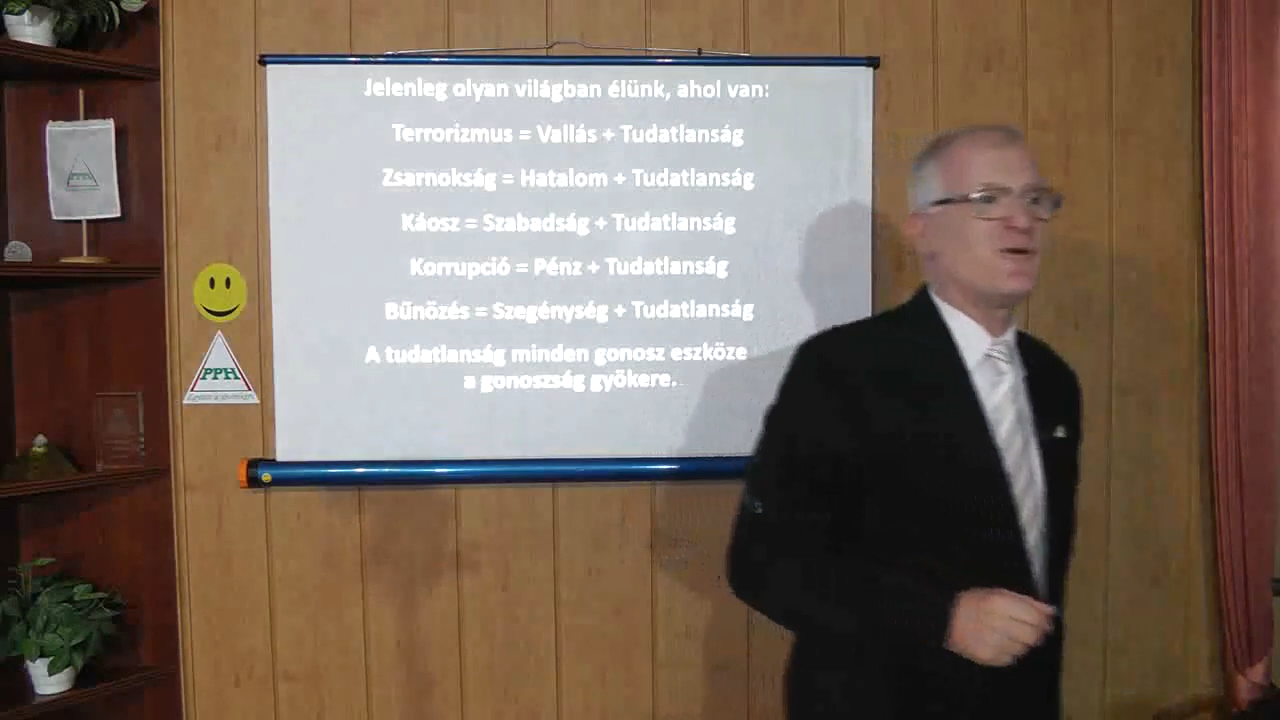 Jelenleg olyan világban élünk, ahol van:
Terrorizmus = Vallás + Tudatlanság
Zsarnokság = Hatalom + Tudatlanság
Káosz = Szabadság + Tudatlanság
Korrupció = Pénz + Tudatlanság
Bűnözés = Szegénység + Tudatlanság
A tudatlanság minden gonosz eszköze
a gonoszság gyökere.
PPH